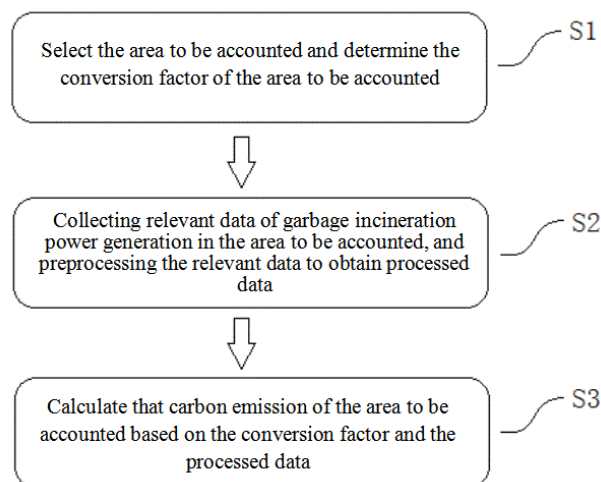 Select the area to be accounted and determine the
conversion factor of the area to be accounted
S1
Collecting relevant data of garbage incineration
power generation in the area to be accounted, and
preprocessing the relevant data to obtain processed
data
S2
Calculate that carbon emission of the area to be
accounted based on the conversion factor and the
processed data
S3